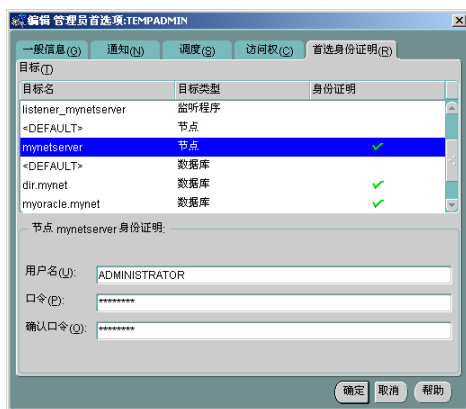 编辑 管理员首选项:TEMPADMIN
一般信息(G) 通知(N) 调度(S) 访问权(C) 首选身份证明(R)
目标(T)
目标名 目标类型 身份证明
listener_mynetserver 监听程序
<DEFAULT> 节点
mynetserver 节点
<DEFAULT> 数据库
dir.mynet 数据库
myoracle.mynet 数据库
节点 mynetserver 身份证明:
用户名(U): ADMINISTRATOR
口令(P): ********
确认口令(O): ********
确定 取消 帮助